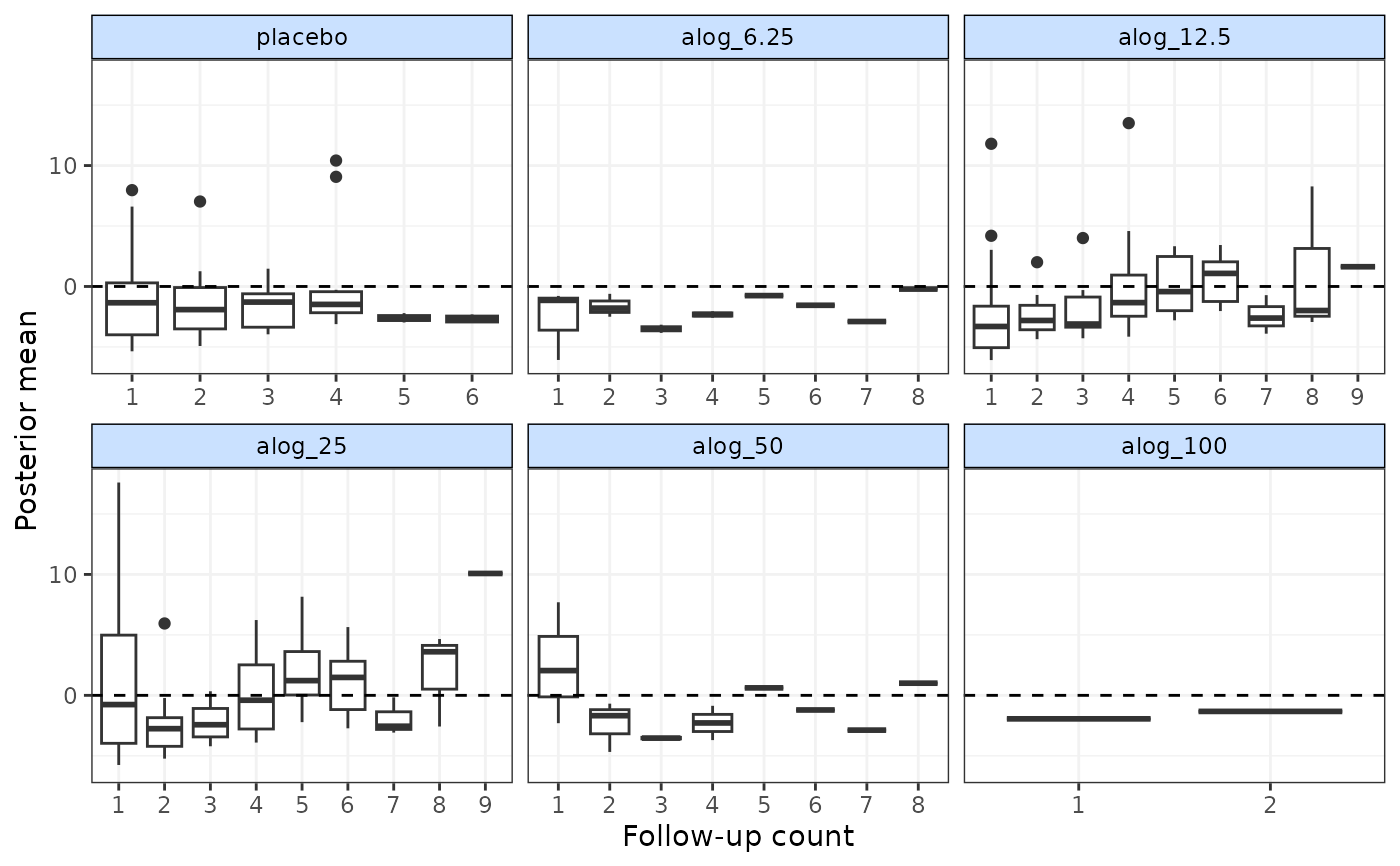 placebo alog_6.25 alog_12.5
10
0
1 2 3 4 5 6 1 2 3 4 5 6 7 8 1 2 3 4 5 6 7 8 9
Posterior mean
alog_25 alog_50 alog_100
10
0
1 2 3 4 5 6 7 8 9 1 2 3 4 5 6 7 8 1 2
Follow-up count